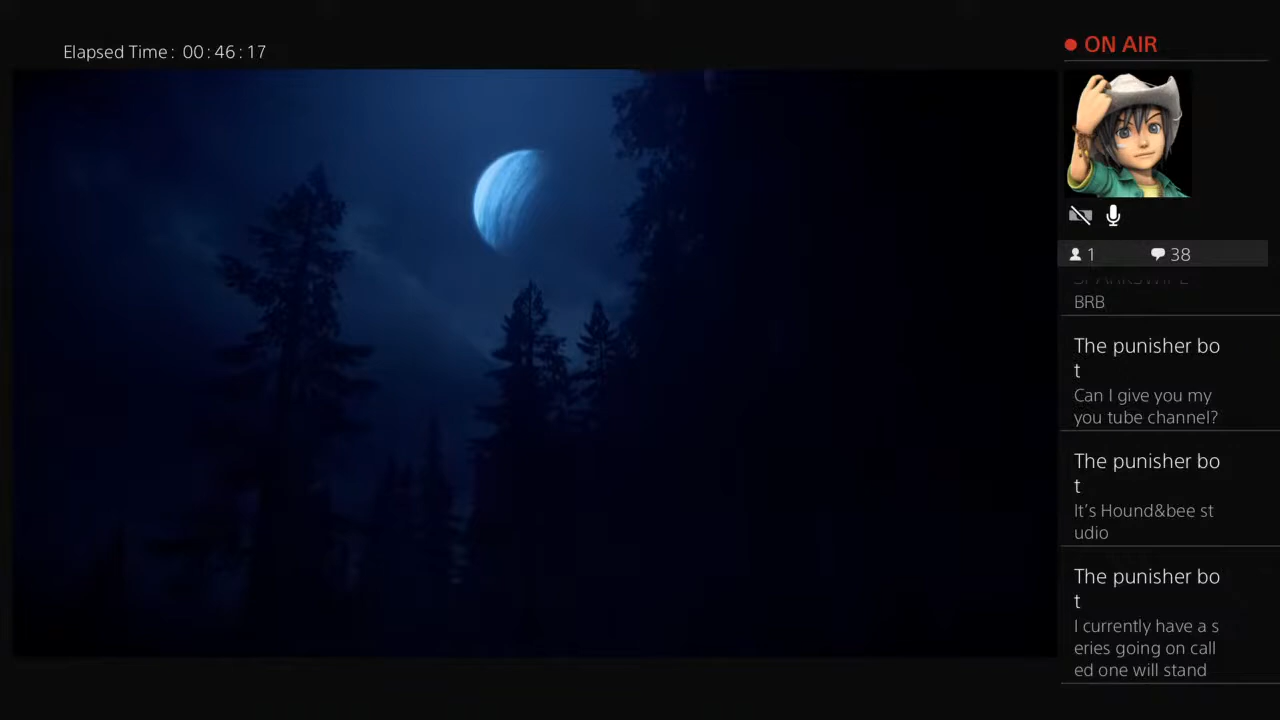 Elapsed Time: 00:46:17
ON AIR
1 38
BRB
The punisher bo
t
Can I give you my
you tube channel?
The punisher bo
t
It's Hound&bee st
udio
The punisher bo
t
I currently have a s
eries going on call
ed one will stand